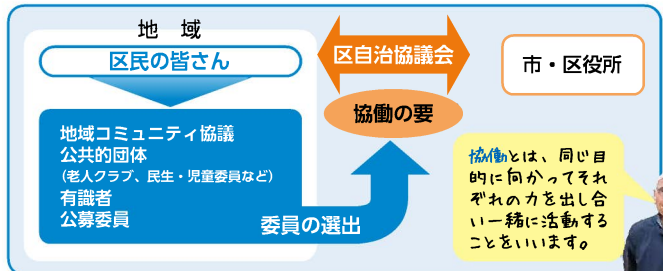 地域
区民の皆さん
区自治協議会
市・区役所
協働の要
地域コミュニティ協議
公共的団体
（老人クラブ、民生・児童委員など）
有識者
公募委員
委員の選出
協働とは、同じ目
的に向かってそれ
ぞれの力を出し合
い一緒に活動する
ことをいいます。